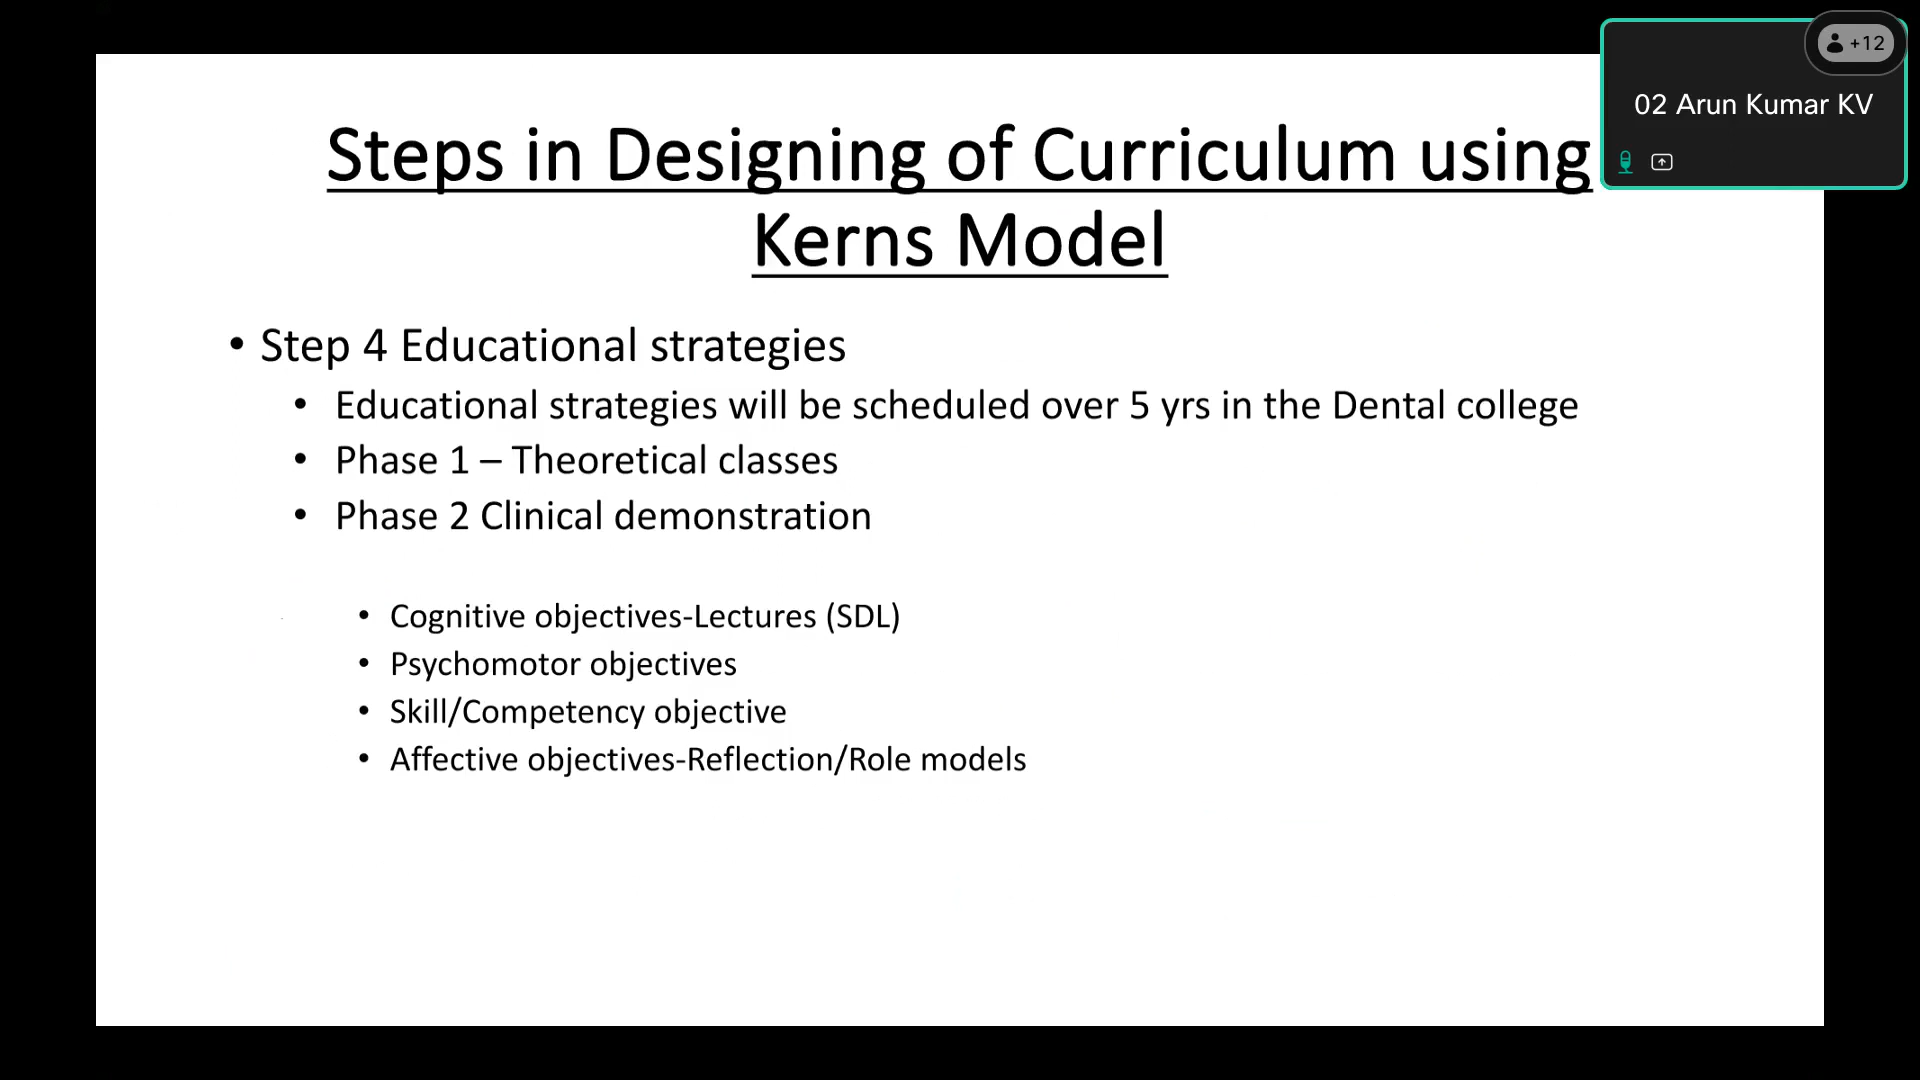 +12
02 Arun Kumar KV
Steps in Designing of Curriculum using
Kerns Model
• Step 4 Educational strategies
• Educational strategies will be scheduled over 5 yrs in the Dental college
• Phase 1 – Theoretical classes
• Phase 2 Clinical demonstration
• Cognitive objectives-Lectures (SDL)
• Psychomotor objectives
• Skill/Competency objective
• Affective objectives-Reflection/Role models